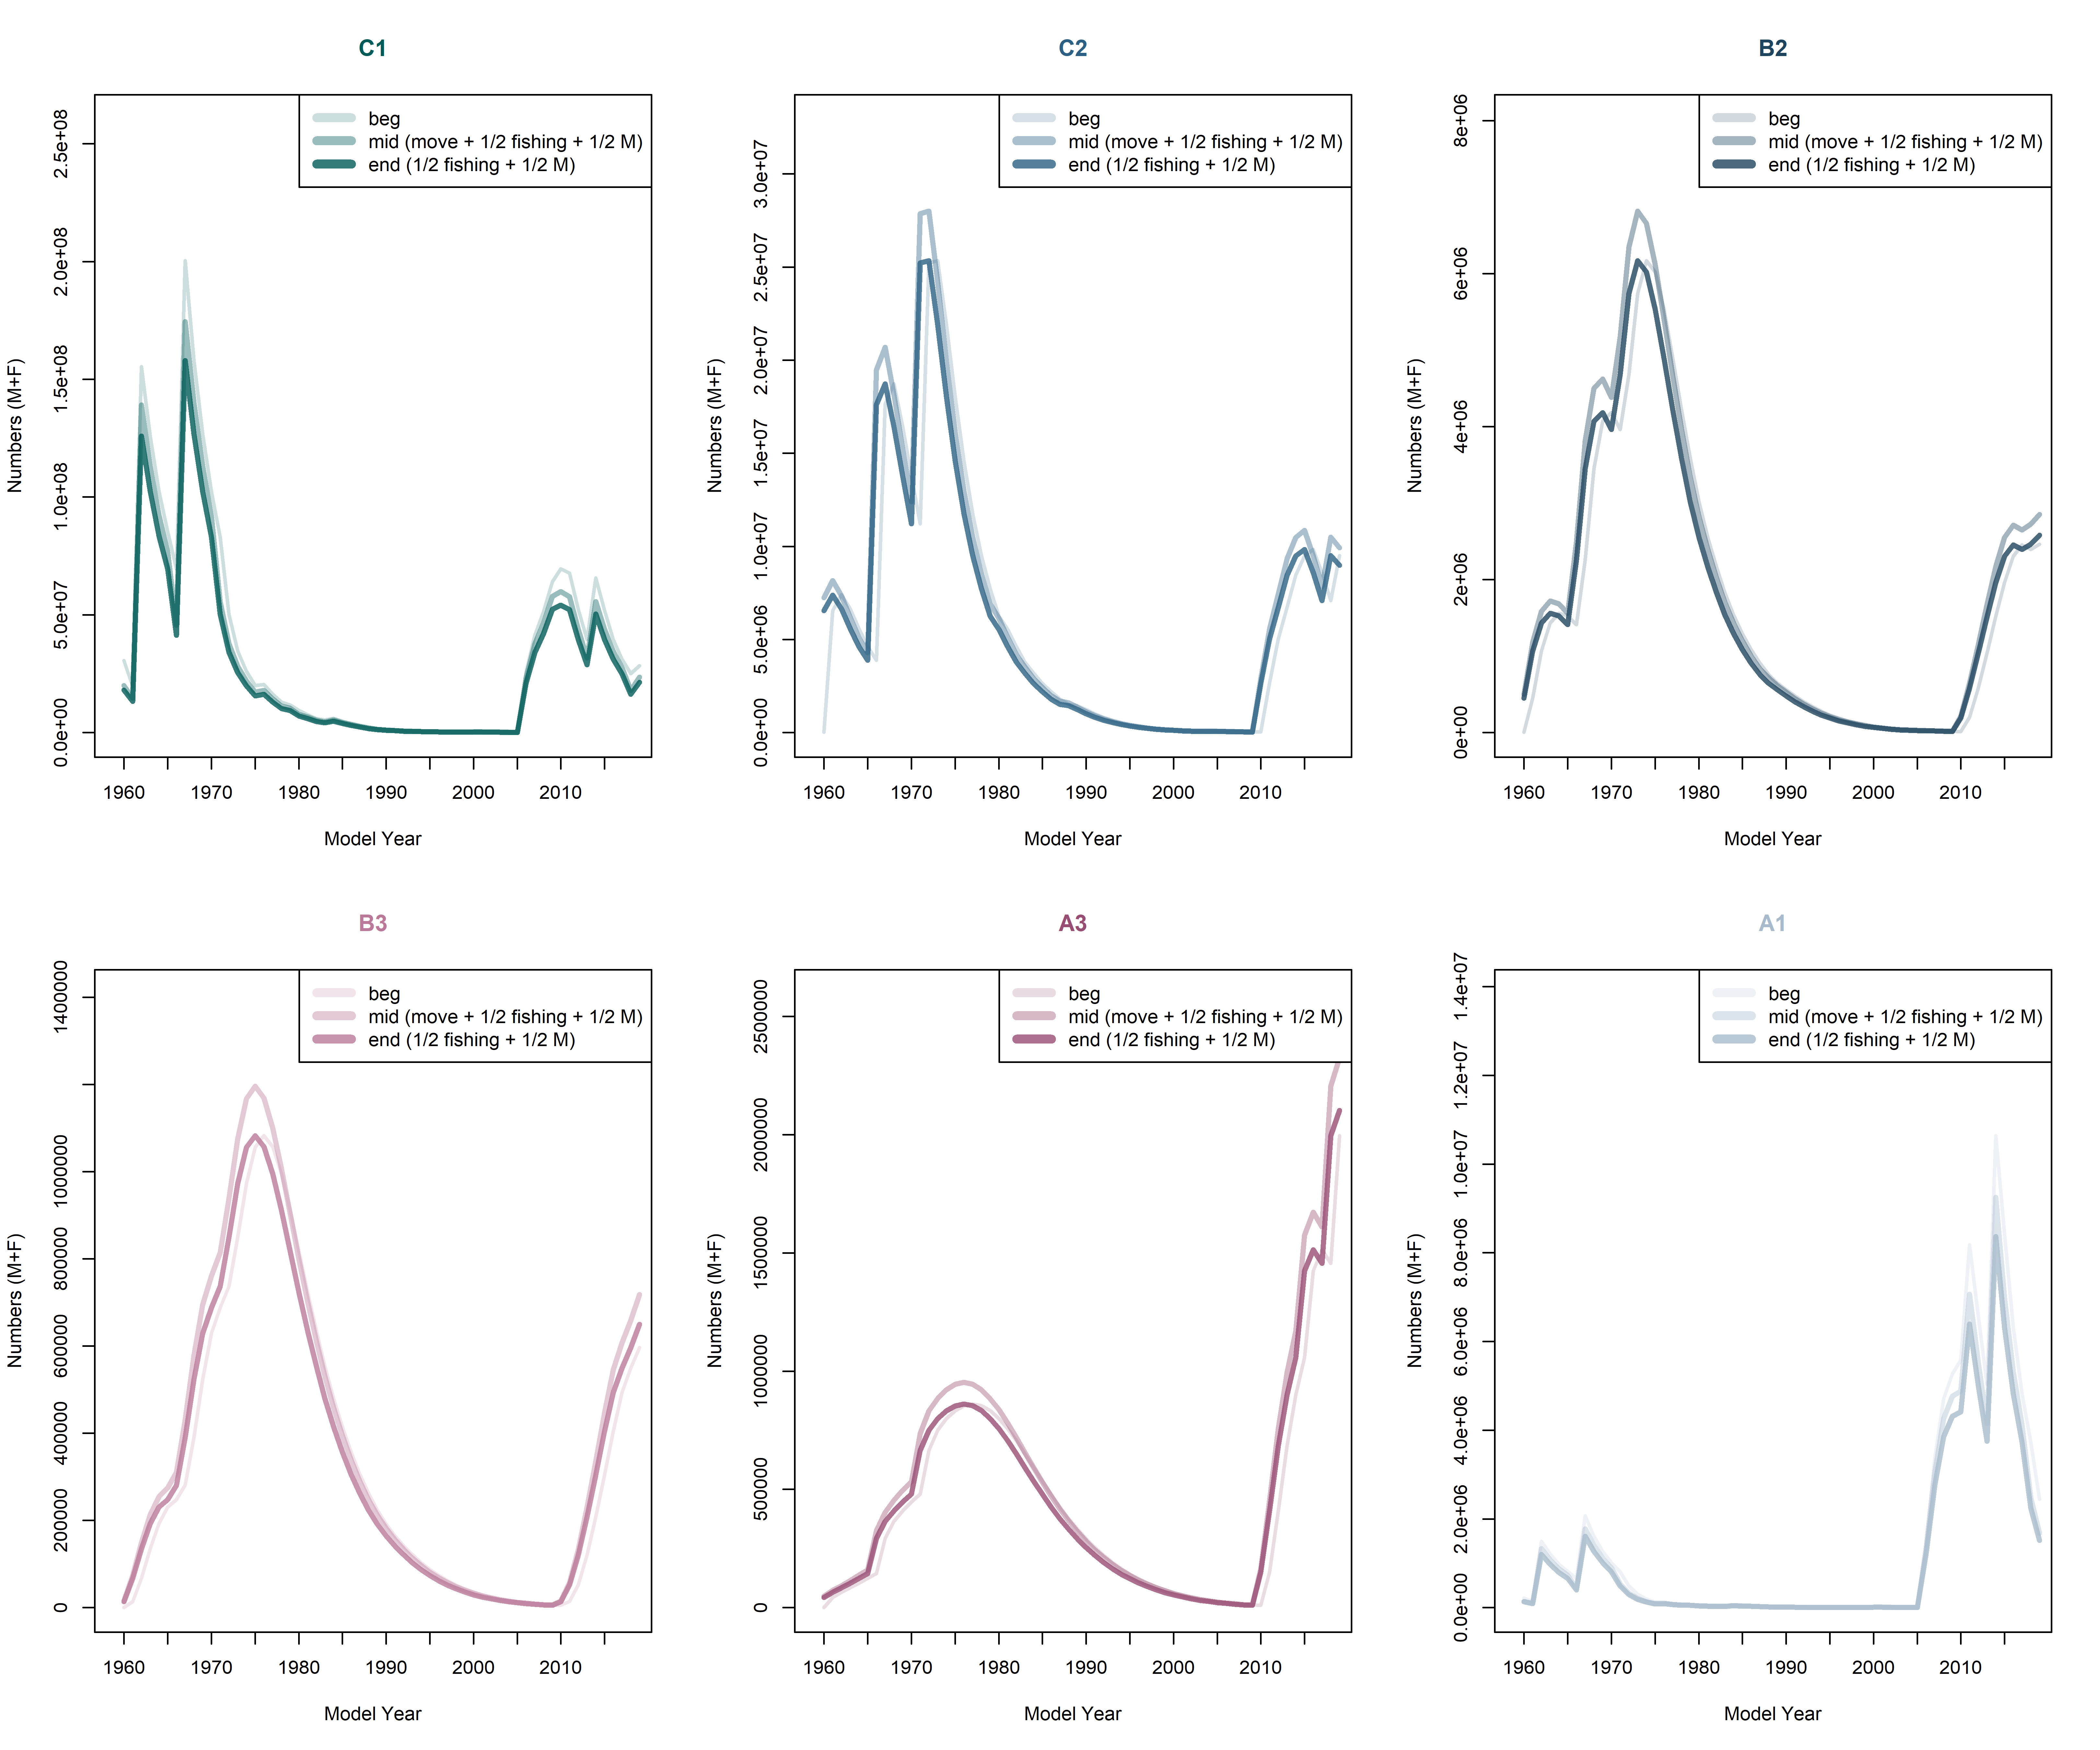 C1
beg
mid (move + 1/2 fishing + 1/2 M)
end (1/2 fishing + 1/2 M)
Numbers (M+F)
0.0e+00 5.0e+07 1.0e+08 1.5e+08 2.0e+08 2.5e+08
1960 1970 1980 1990 2000 2010
Model Year
C2
beg
mid (move + 1/2 fishing + 1/2 M)
end (1/2 fishing + 1/2 M)
Numbers (M+F)
0.0e+00 5.0e+06 1.0e+07 1.5e+07 2.0e+07 2.5e+07 3.0e+07
1960 1970 1980 1990 2000 2010
Model Year
B2
beg
mid (move + 1/2 fishing + 1/2 M)
end (1/2 fishing + 1/2 M)
Numbers (M+F)
0e+00 2e+06 4e+06 6e+06 8e+06
1960 1970 1980 1990 2000 2010
Model Year
B3
beg
mid (move + 1/2 fishing + 1/2 M)
end (1/2 fishing + 1/2 M)
Numbers (M+F)
0 200000 400000 600000 800000 1000000 1400000
1960 1970 1980 1990 2000 2010
Model Year
A3
beg
mid (move + 1/2 fishing + 1/2 M)
end (1/2 fishing + 1/2 M)
Numbers (M+F)
0 500000 1000000 1500000 2000000 2500000
1960 1970 1980 1990 2000 2010
Model Year
A1
beg
mid (move + 1/2 fishing + 1/2 M)
end (1/2 fishing + 1/2 M)
Numbers (M+F)
0.0e+00 2.0e+06 4.0e+06 6.0e+06 8.0e+06 1.0e+07 1.2e+07 1.4e+07
1960 1970 1980 1990 2000 2010
Model Year